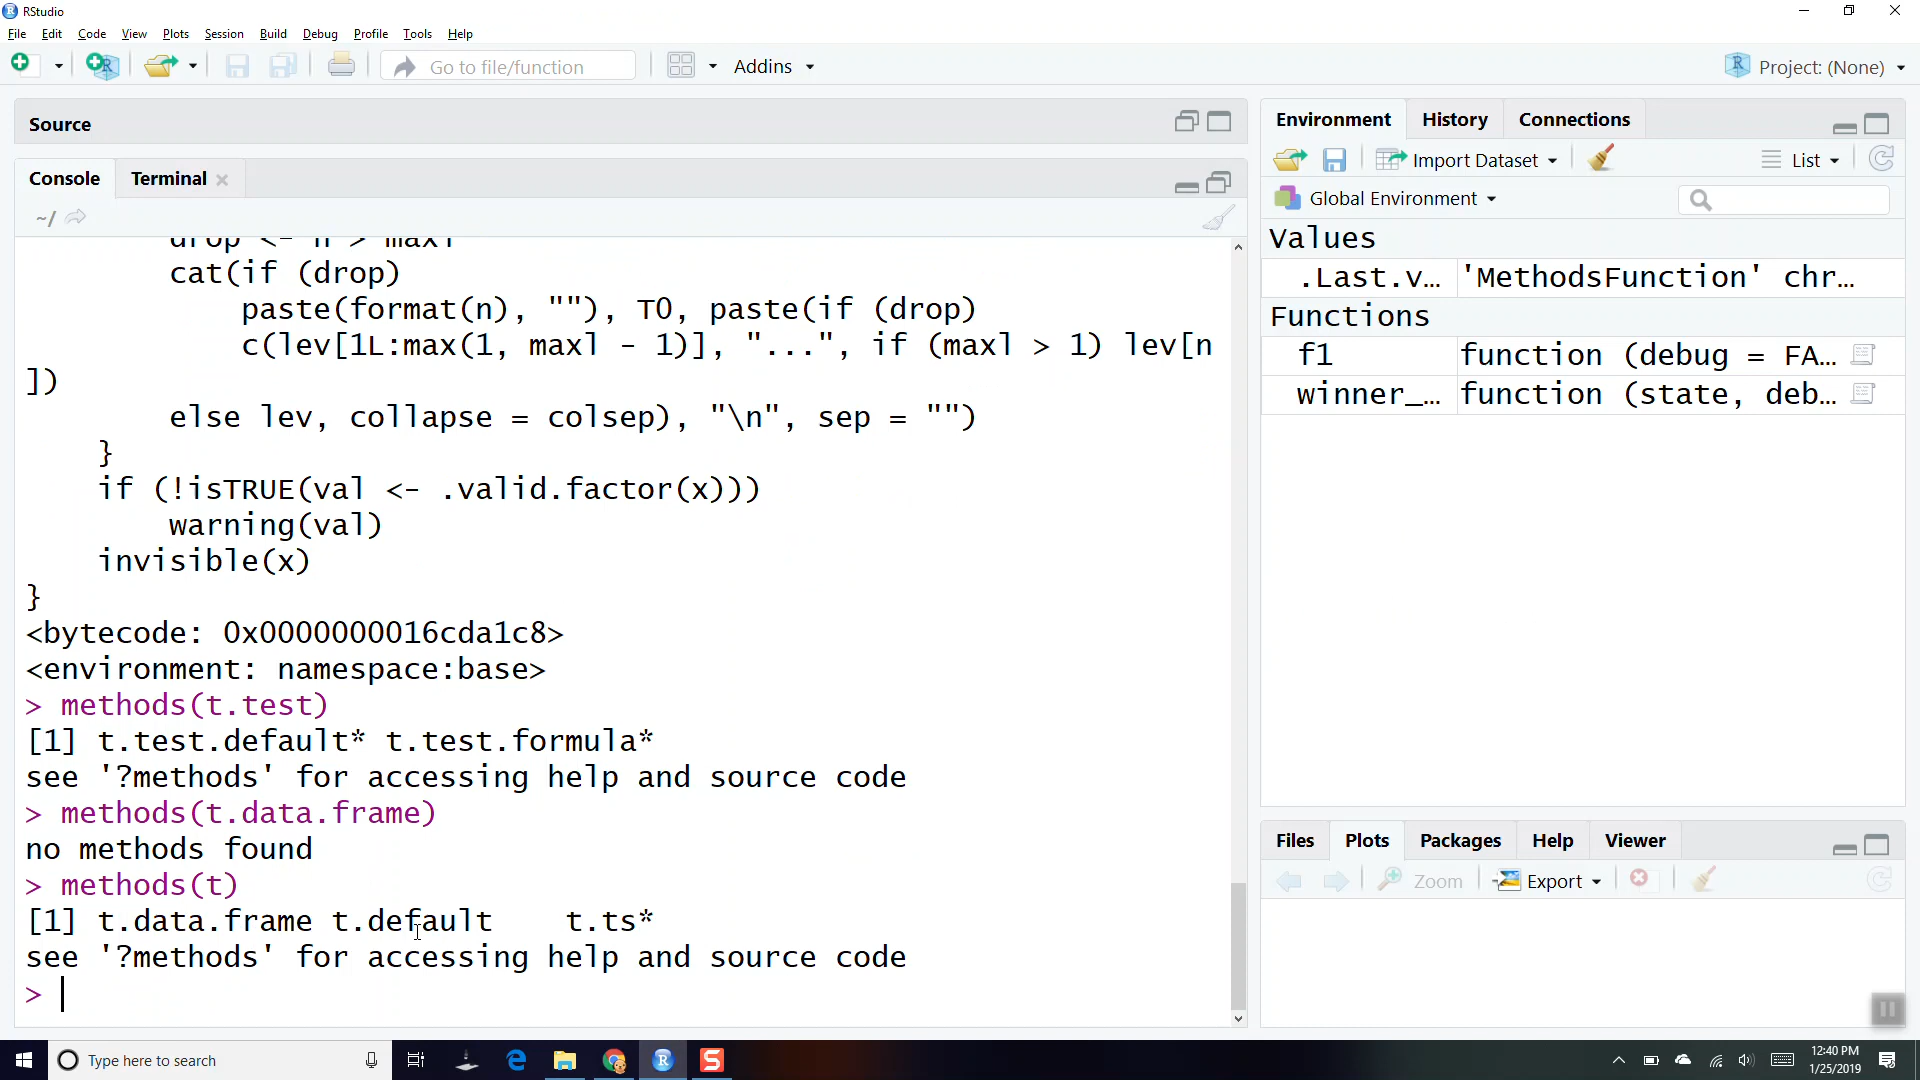 RStudio
File Edit Code View Plots Session Build Debug Profile Tools Help
Go to file/function Addins Project: (None)
Source
Console Terminal
~/
drop <- n > maxl
cat(if (drop)
paste(format(n), ""), T0, paste(if (drop)
c(lev[1L:max(1, maxl - 1)], "...", if (maxl > 1) lev[n
])
else lev, collapse = colsep), "\n", sep = "")
}
if (!isTRUE(val <- .valid.factor(x)))
warning(val)
invisible(x)
}
<bytecode: 0x0000000016cda1c8>
<environment: namespace:base>
> methods(t.test)
[1] t.test.default* t.test.formula*
see '?methods' for accessing help and source code
> methods(t.data.frame)
no methods found
> methods(t)
[1] t.data.frame t.default    t.ts*
see '?methods' for accessing help and source code
>
Environment History Connections
Import Dataset List
Global Environment
Values
.Last.v… 'MethodsFunction' chr…
Functions
f1 function (debug = FA…
winner_… function (state, deb…
Files Plots Packages Help Viewer
Zoom Export
Type here to search
12:40 PM
1/25/2019